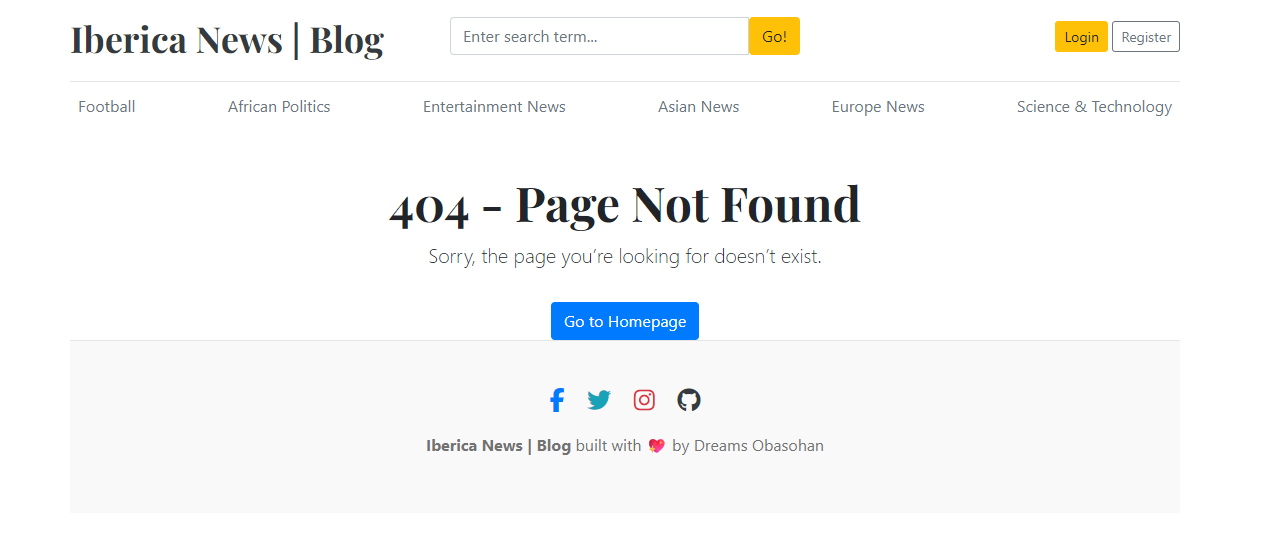 Iberica News | Blog
Enter search term...
Go!
Login
Register
Football
African Politics
Entertainment News
Asian News
Europe News
Science & Technology
404 - Page Not Found
Sorry, the page you’re looking for doesn’t exist.
Go to Homepage
Iberica News | Blog built with 💖 by Dreams Obasohan